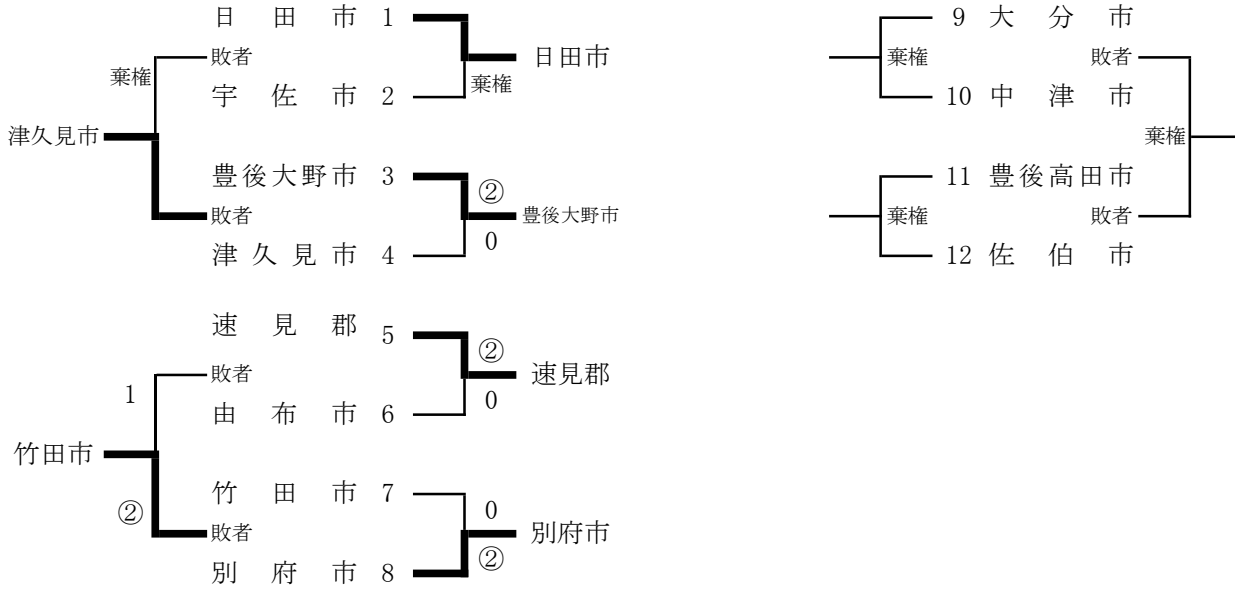 日田市 1
敗者
日田市
棄権
棄権
宇佐市 2
津久見市
豊後大野市 3
②
敗者
豊後大野市
0
津久見市 4
速見郡 5
②
敗者
速見郡
1
0
由布市 6
竹田市
竹田市 7
0
②
敗者
別府市
②
別府市 8
9 大分市
棄権
敗者
10 中津市
棄権
11 豊後高田市
棄権
敗者
12 佐伯市